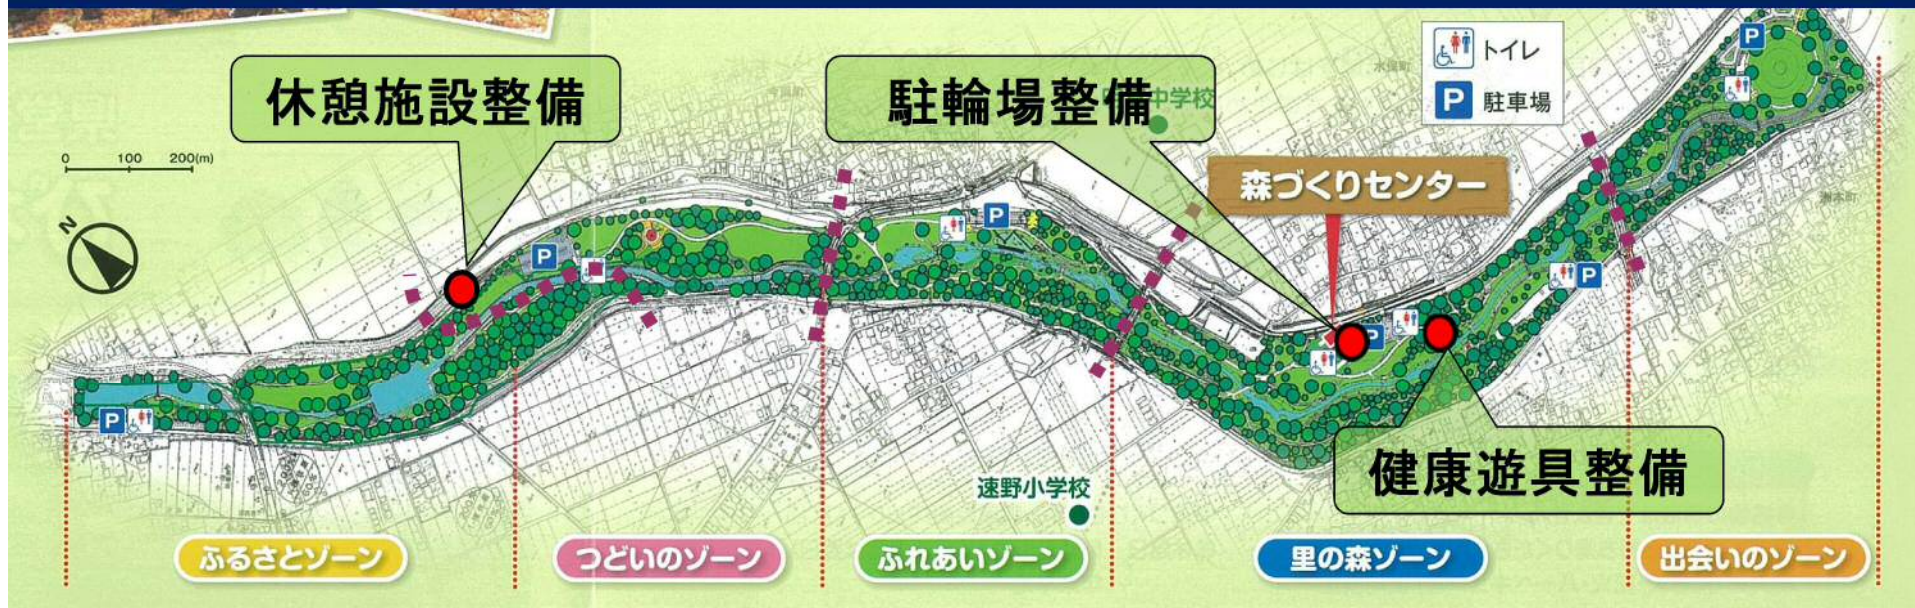 休憩施設整備
駐輪場整備
中学校
トイレ
P 駐車場
0 100 200(m)
N
森づくりセンター
P
P
P
P
P
P
健康遊具整備
速野小学校
ふるさとゾーン
つどいのゾーン
ふれあいゾーン
里の森ゾーン
出会いのゾーン